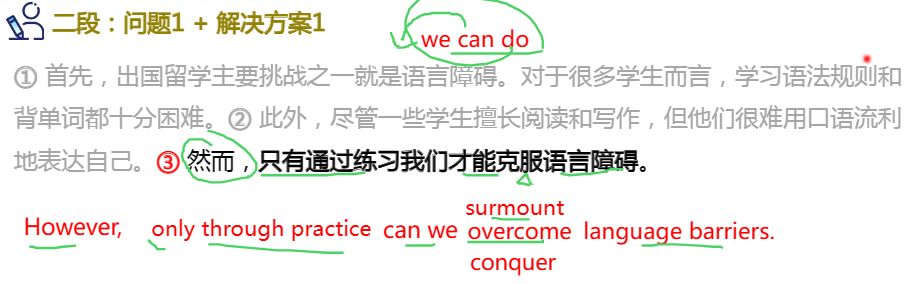 二段：问题1 + 解决方案1
we can do
① 首先，出国留学主要挑战之一就是语言障碍。对于很多学生而言，学习语法规则和
背单词都十分困难。② 此外，尽管一些学生擅长阅读和写作，但他们很难用口语流利
地表达自己。③ 然而，只有通过练习我们才能克服语言障碍。
surmount
However, only through practice can we overcome language barriers.
conquer